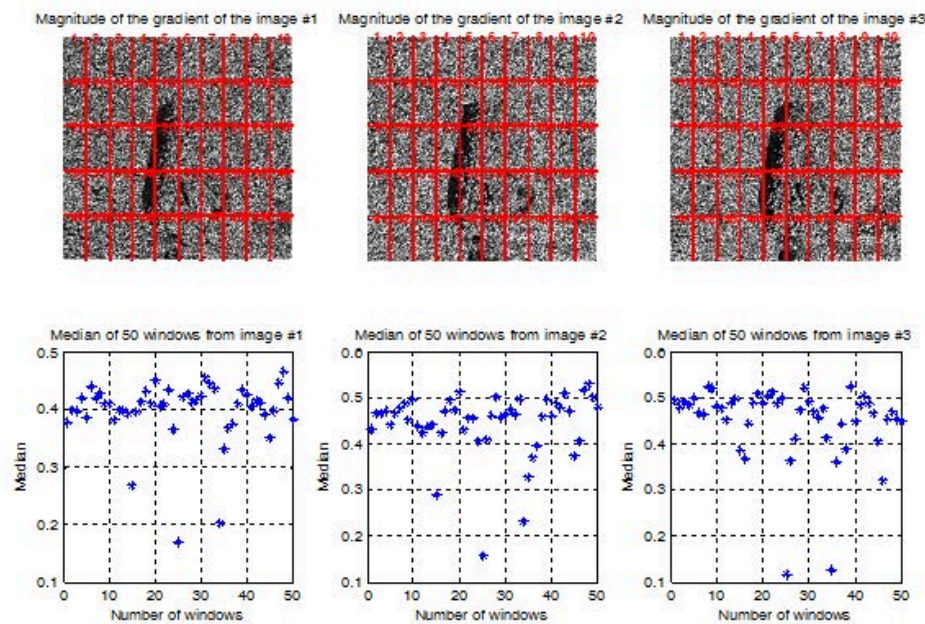 Magnitude of the gradient of the image #1
Magnitude of the gradient of the image #2
Magnitude of the gradient of the image #3
1 2 3 4 5 6 7 8 9 10
1 2 3 4 5 6 7 8 9 10
1 2 3 4 5 6 7 8 9 10
Median of 50 windows from image #1
Median of 50 windows from image #2
Median of 50 windows from image #3
0.5
0.4
0.3
0.2
0.1
Median
0 10 20 30 40 50
Number of windows
0.6
0.5
0.4
0.3
0.2
0.1
Median
0 10 20 30 40 50
Number of windows
0.6
0.5
0.4
0.3
0.2
0.1
Median
0 10 20 30 40 50
Number of windows